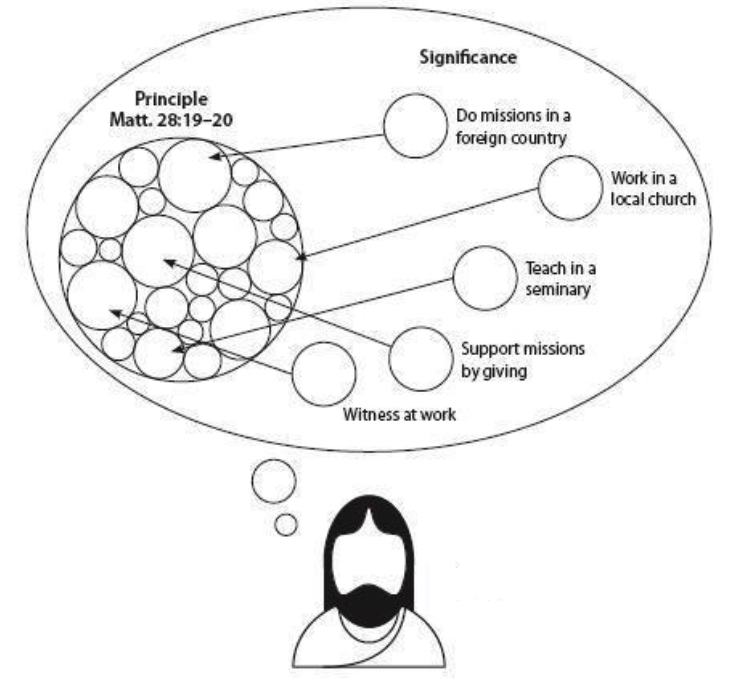 Significance
Principle
Matt. 28:19–20
Do missions in a
foreign country
Work in a
local church
Teach in a
seminary
Support missions
by giving
Witness at work